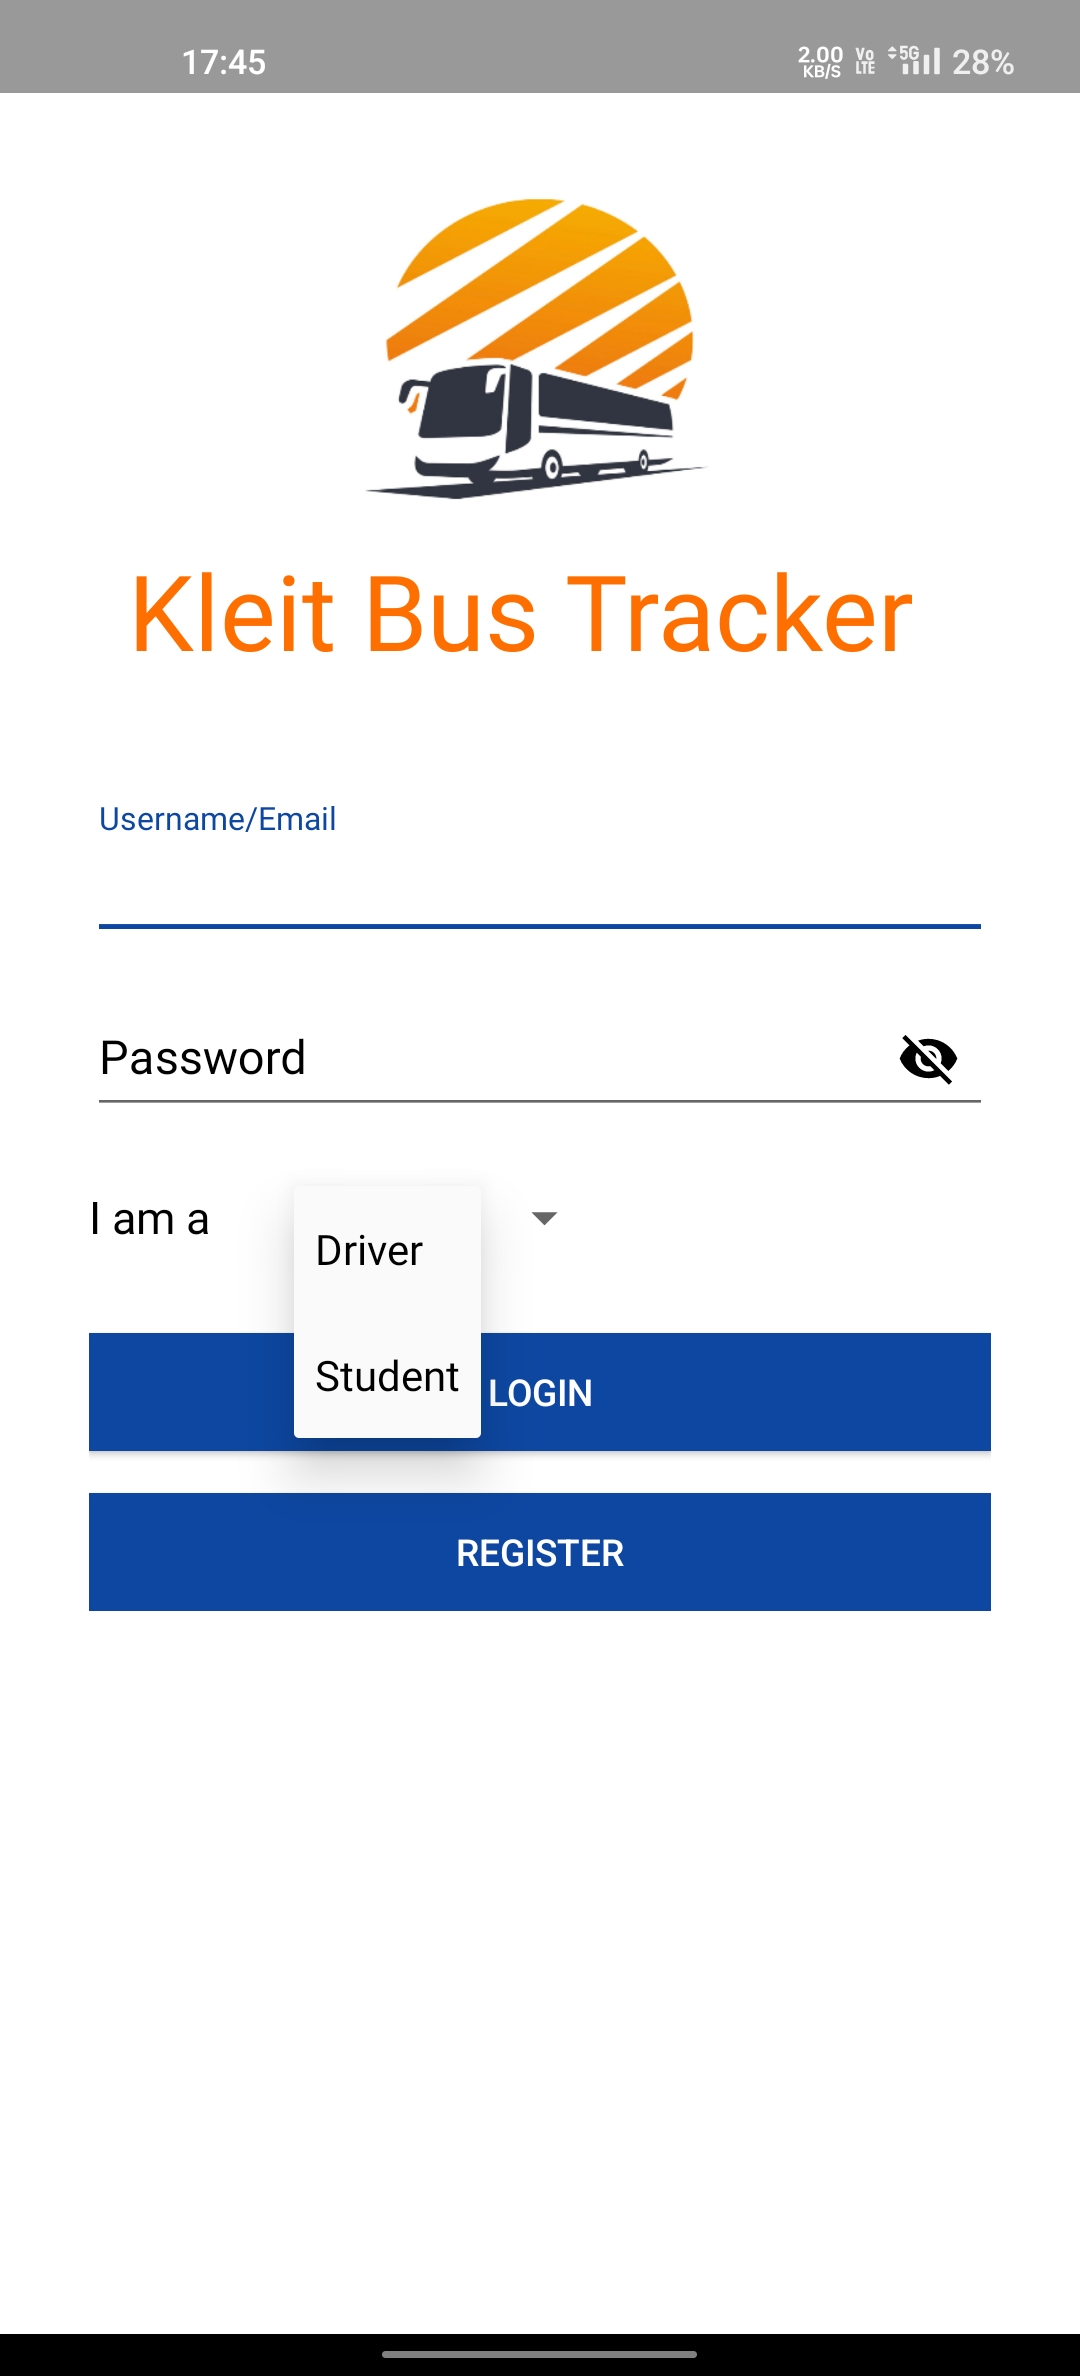 17:45 2.00 KB/S Vo LTE 5G 28%
Kleit Bus Tracker
Username/Email
Password
I am a
Driver
Student
LOGIN
REGISTER